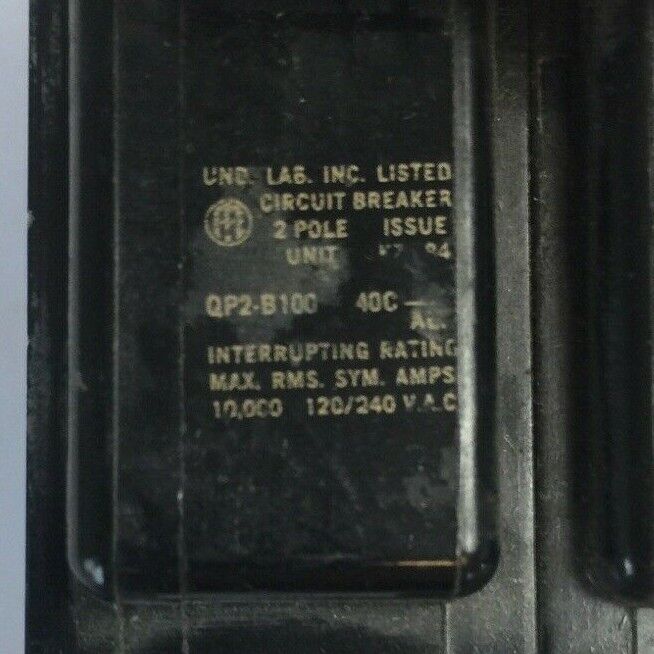 UND. LAB. INC. LISTED
CIRCUIT BREAKER
2 POLE ISSUE
UNIT
QP2-B100 40C
INTERRUPTING RATING
MAX. RMS. SYM. AMPS
10,000 120/240 V.A.C